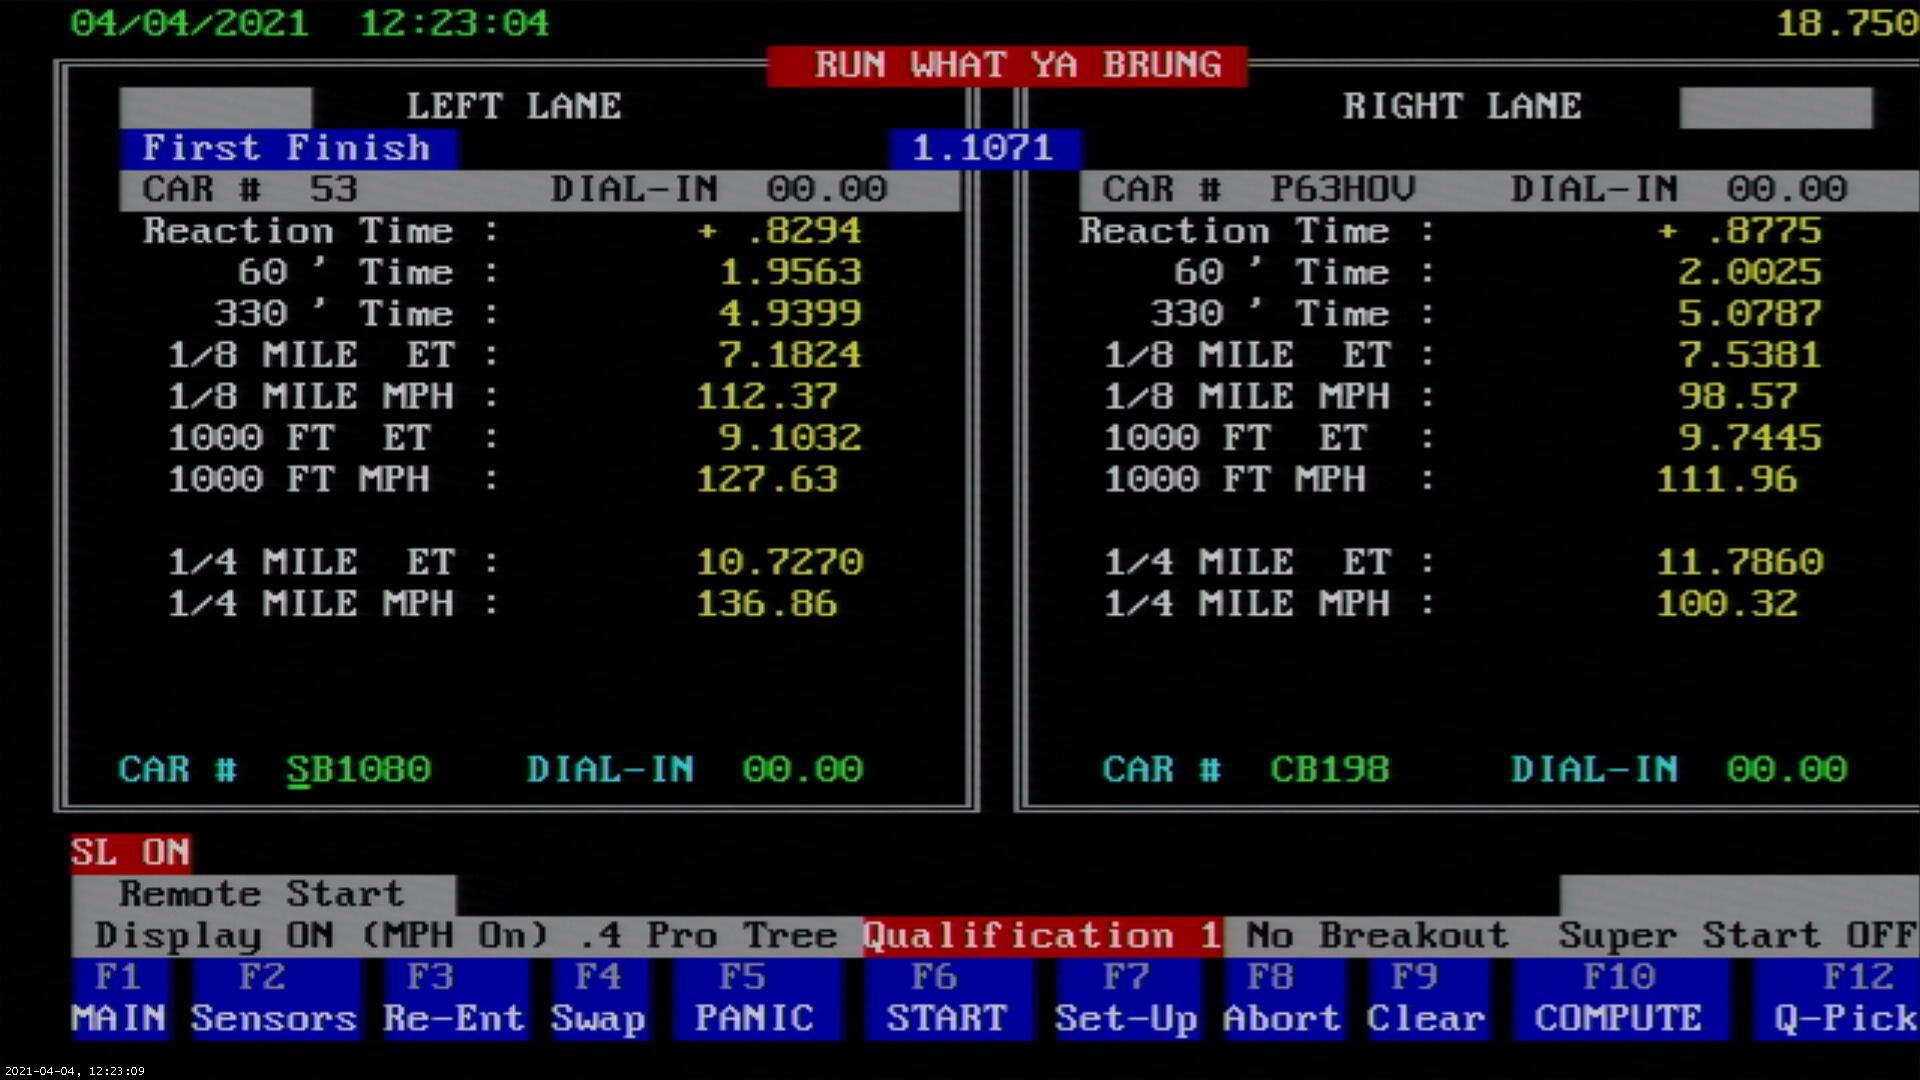 04/04/2021 12:23:04 18.750
RUN WHAT YA BRUNG
LEFT LANE RIGHT LANE
First Finish 1.1071
CAR # 53 DIAL-IN 00.00 CAR # P63HOV DIAL-IN 00.00
Reaction Time : + .8294 Reaction Time : + .8775
60 ' Time : 1.9563 60 ' Time : 2.0025
330 ' Time : 4.9399 330 ' Time : 5.0787
1/8 MILE ET : 7.1824 1/8 MILE ET : 7.5381
1/8 MILE MPH : 112.37 1/8 MILE MPH : 98.57
1000 FT ET : 9.1032 1000 FT ET : 9.7445
1000 FT MPH : 127.63 1000 FT MPH : 111.96
1/4 MILE ET : 10.7270 1/4 MILE ET : 11.7860
1/4 MILE MPH : 136.86 1/4 MILE MPH : 100.32
CAR # SB1080 DIAL-IN 00.00 CAR # CB198 DIAL-IN 00.00
SL ON
Remote Start
Display ON (MPH On) .4 Pro Tree Qualification 1 No Breakout Super Start OFF
F1 F2 F3 F4 F5 F6 F7 F8 F9 F10 F12
MAIN Sensors Re-Ent Swap PANIC START Set-Up Abort Clear COMPUTE Q-Pick
2021-04-04, 12:23:09